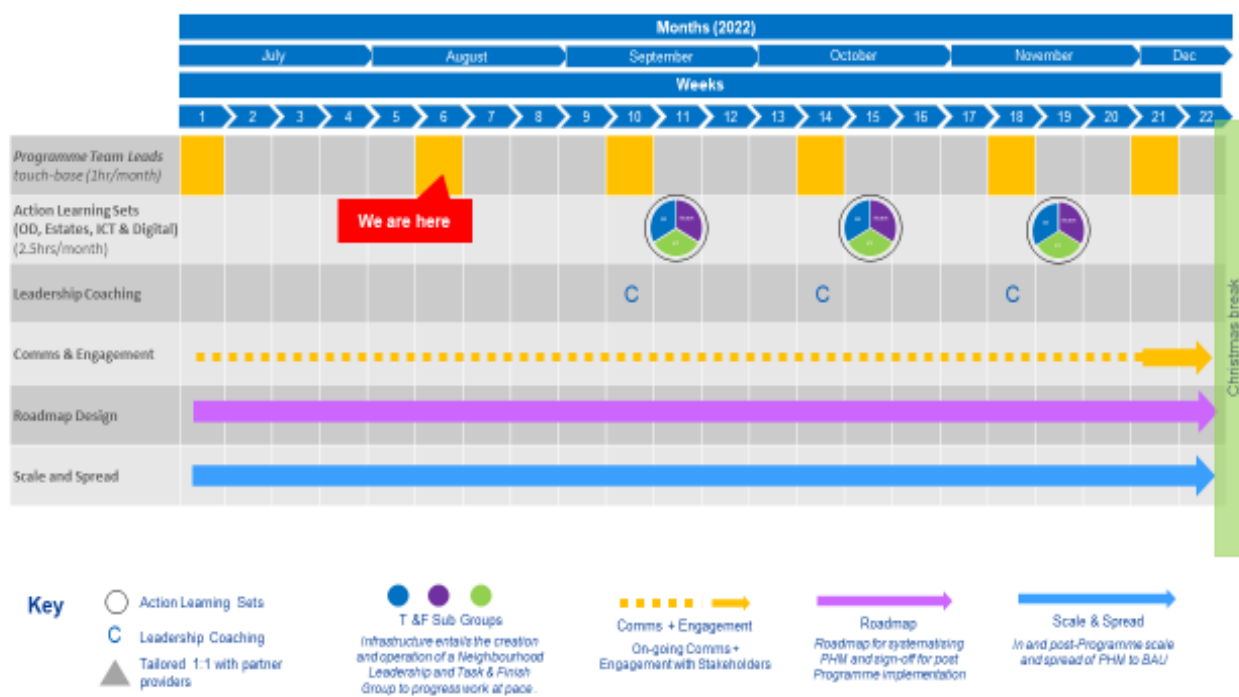 Months (2022)
July August September October November Dec
Weeks
1 2 3 4 5 6 7 8 9 10 11 12 13 14 15 16 17 18 19 20 21 22
Programme Team Leads
touch-base (1hr/month)
We are here
Action Learning Sets
(OD, Estates, ICT & Digital)
(2.5hrs/month)
Leadership Coaching
C C C
Comms & Engagement
Roadmap Design
Scale and Spread
Christmas break
Key
Action Learning Sets
C Leadership Coaching
Tailored 1:1 with partner
providers
T &F Sub Groups
Infrastructure entails the creation
and operation of a Neighbourhood
Leadership and Task & Finish
Group to progress work at pace.
Comms + Engagement
On-going Comms +
Engagement with Stakeholders
Roadmap
Roadmap for systematising
PHM and sign-off for post
Programme implementation
Scale & Spread
In and post-Programme scale
and spread of PHM to BAU